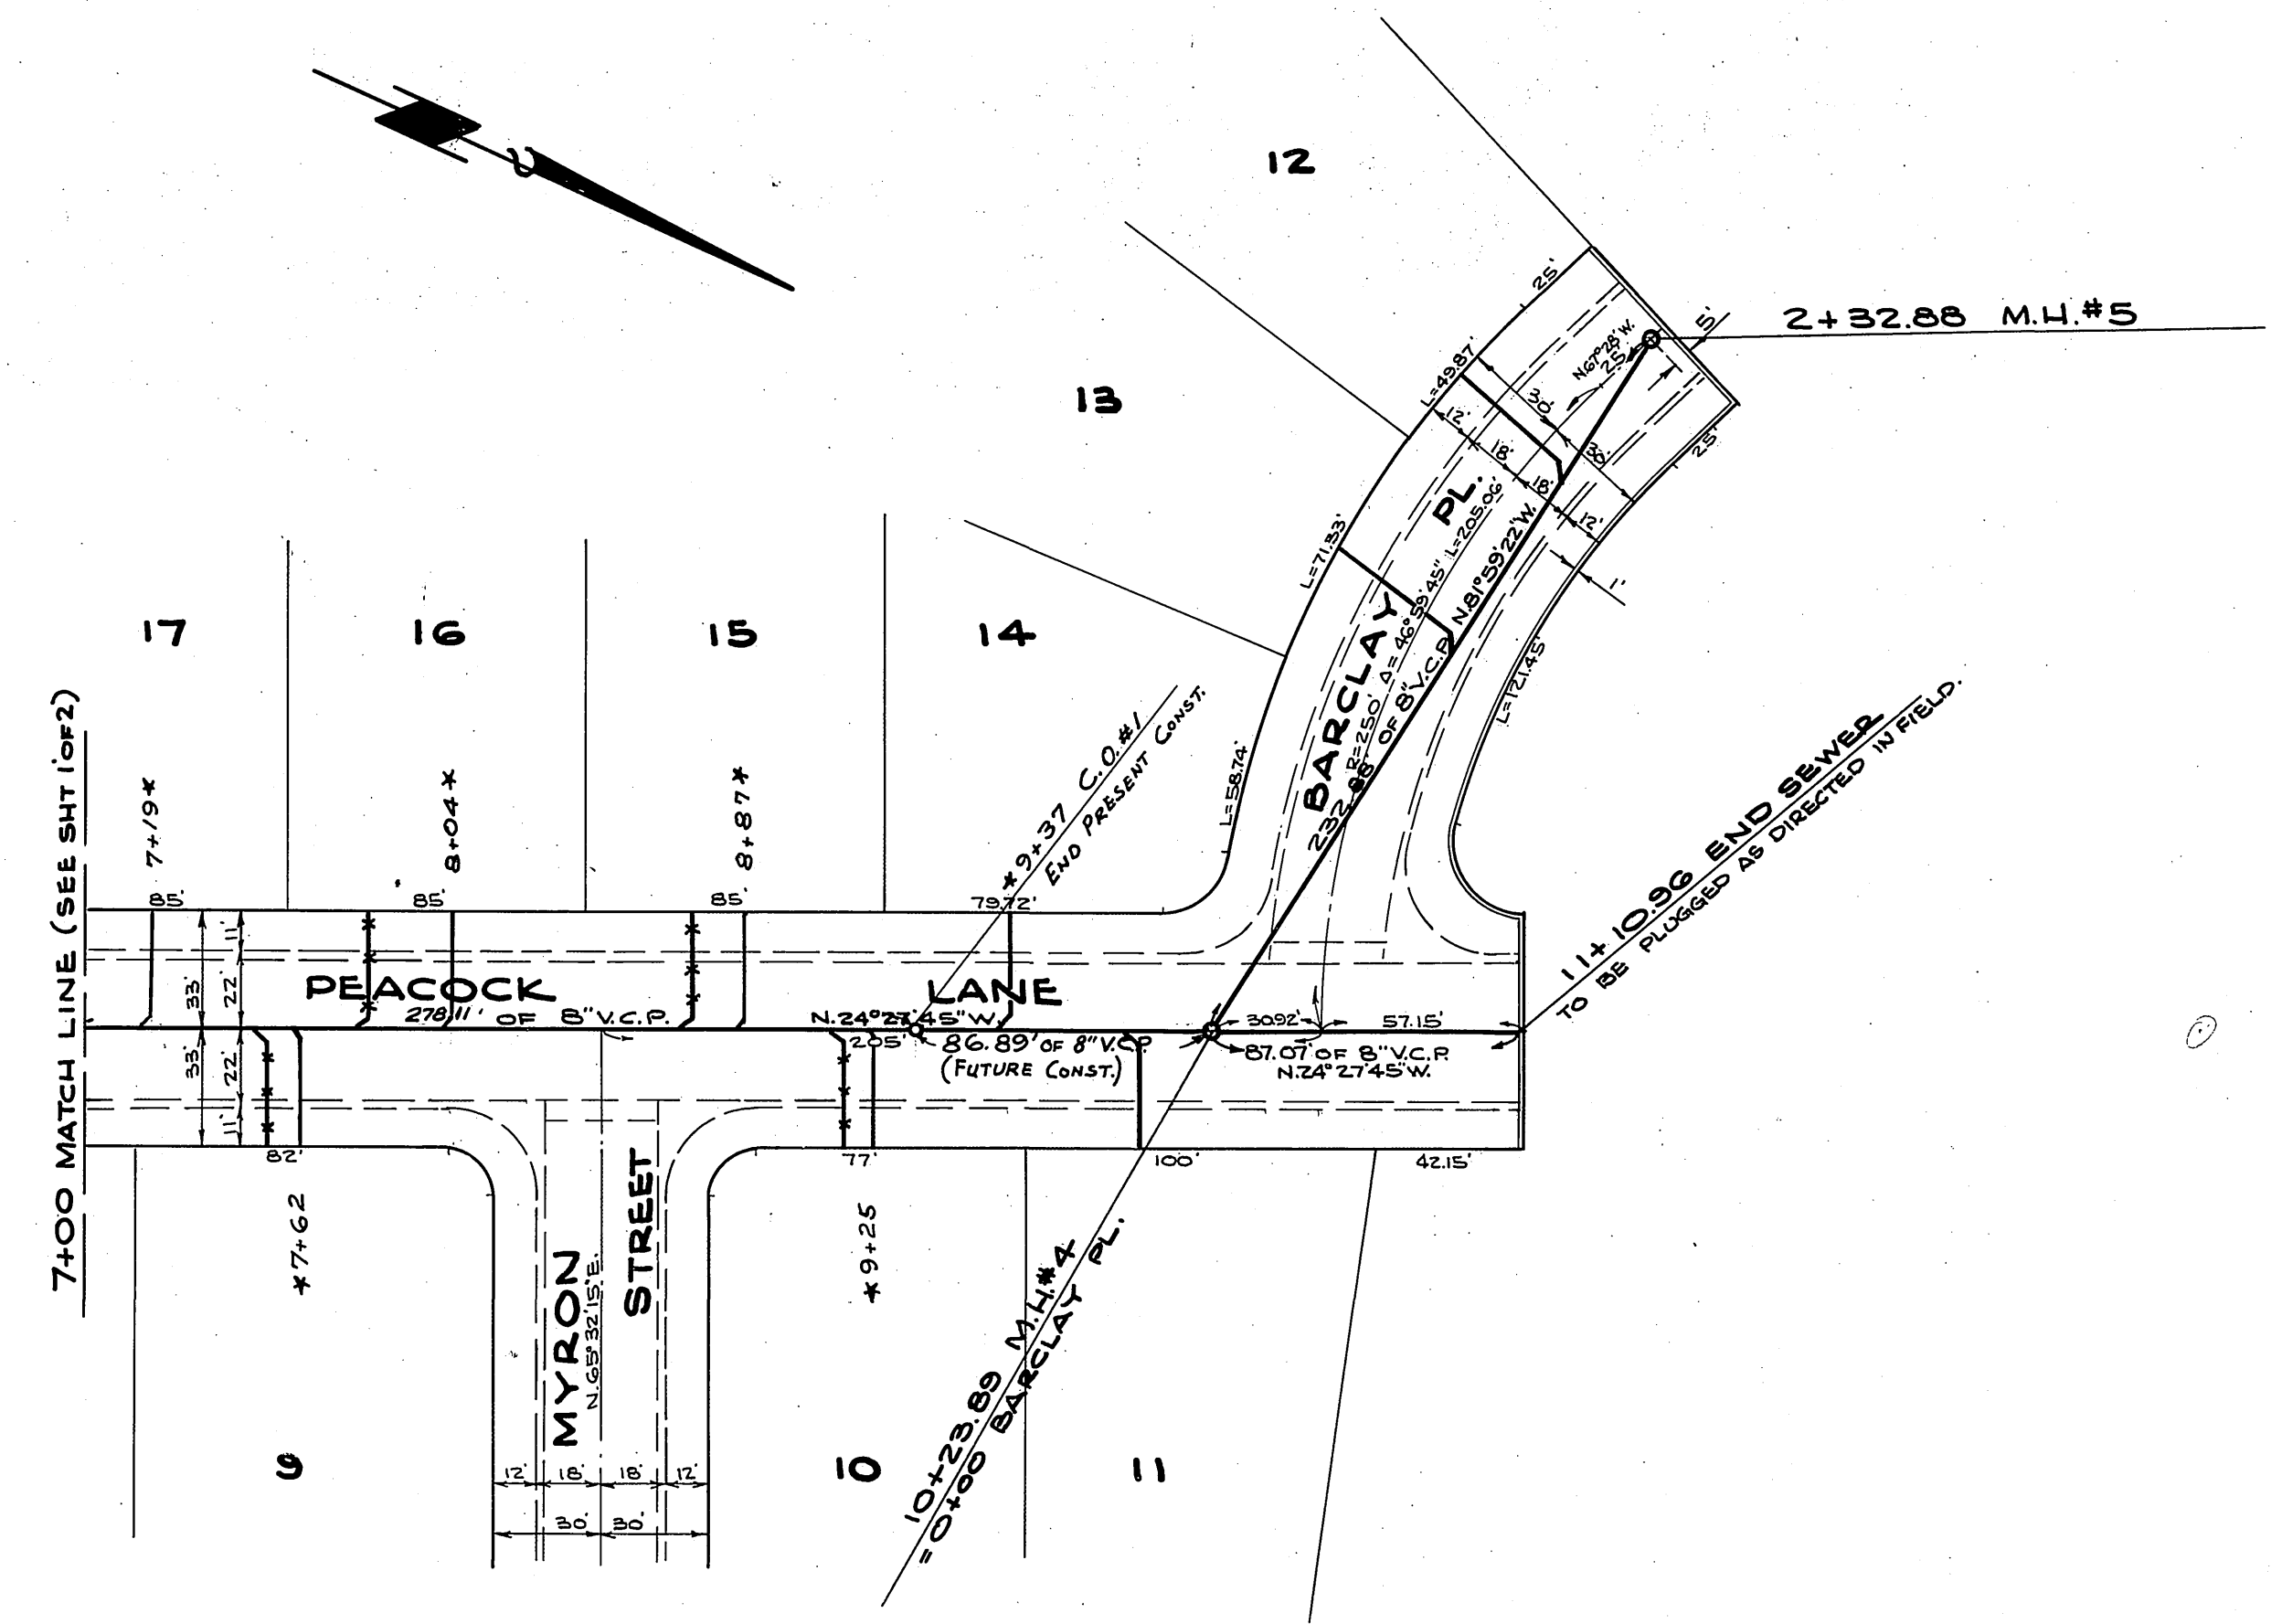 12
2+32.88 M.H.#5
5'
25'
N.67°28'W.
25'
L=49.87'
13
30'
30'
25'
12'
18'
18'
12'
1'
L=71.33'
BARCLAY PL.
R=250' Δ=46°59'45" L=205.06'
232.88' OF 8"V.C.P.
N.81°59'22"W.
L=121.45'
L=58.74'
17
16
15
14
7+19*
8+04*
8+87*
*9+37 C.O.#1
END PRESENT CONST.
11+10.96 END SEWER
TO BE PLUGGED AS DIRECTED IN FIELD.
7+00 MATCH LINE (SEE SHT 1 OF 2)
85'
85'
85'
79.72'
33'
11'
22'
PEACOCK LANE
278.11' OF 8"V.C.P.
N.24°27'45"W.
30.92'
57.15'
205'
86.89' OF 8"V.C.P.
(FUTURE CONST.)
87.07' OF 8"V.C.P.
N.24°27'45"W.
33'
22'
11'
82'
77'
100'
42.15'
*7+62
*9+25
MYRON STREET
N.65°32'15"E.
10+23.89 M.H.#4
=0+00 BARCLAY PL.
9
10
11
12'
18'
18'
12'
30'
30'